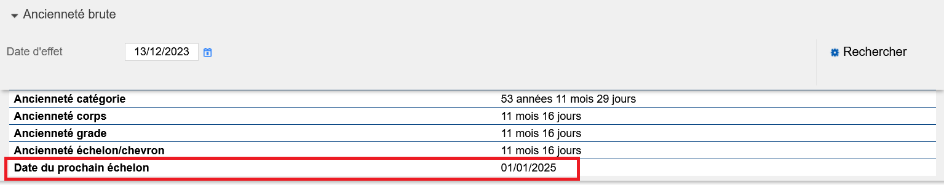 Ancienneté brute
Date d'effet 13/12/2023 Rechercher
Ancienneté catégorie 53 années 11 mois 29 jours
Ancienneté corps 11 mois 16 jours
Ancienneté grade 11 mois 16 jours
Ancienneté échelon/chevron 11 mois 16 jours
Date du prochain échelon 01/01/2025